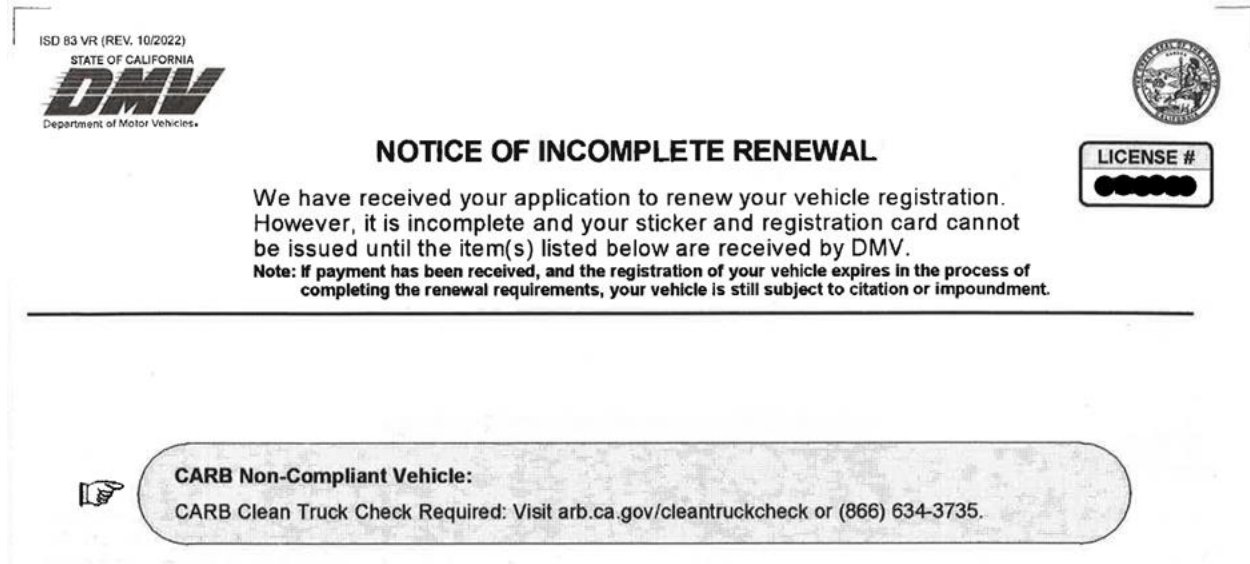 ISD 83 VR (REV. 10/2022)
STATE OF CALIFORNIA
DMV
Department of Motor Vehicles
NOTICE OF INCOMPLETE RENEWAL
LICENSE #
We have received your application to renew your vehicle registration.
However, it is incomplete and your sticker and registration card cannot
be issued until the item(s) listed below are received by DMV.
Note: If payment has been received, and the registration of your vehicle expires in the process of
completing the renewal requirements, your vehicle is still subject to citation or impoundment.
CARB Non-Compliant Vehicle:
CARB Clean Truck Check Required: Visit arb.ca.gov/cleantruckcheck or (866) 634-3735.